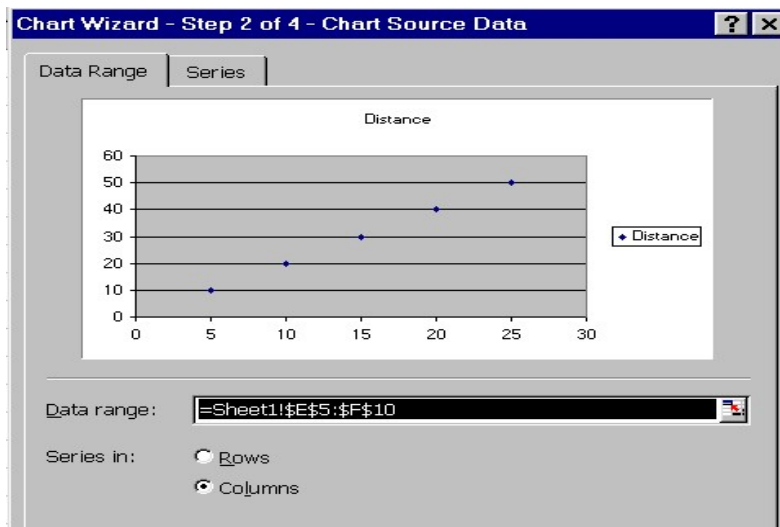 Chart Wizard - Step 2 of 4 - Chart Source Data
Data Range Series
Distance
60
50
40
30
20
10
0
0 5 10 15 20 25 30
Distance
Data range: =Sheet1!$E$5:$F$10
Series in: Rows
Columns